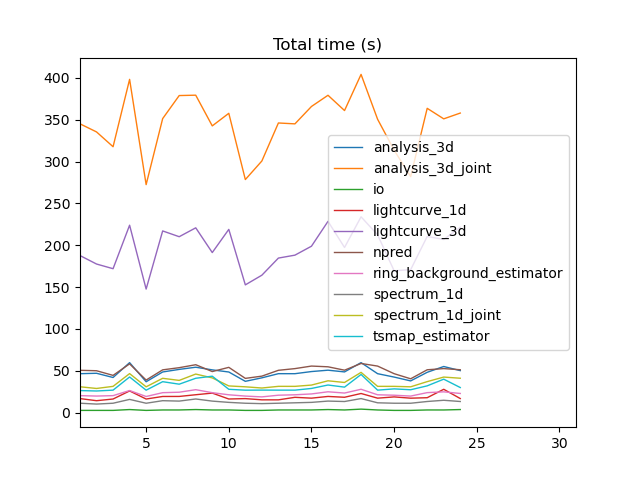 Total time (s)
400
350
300
250
200
150
100
50
0
analysis_3d
analysis_3d_joint
io
lightcurve_1d
lightcurve_3d
npred
ring_background_estimator
spectrum_1d
spectrum_1d_joint
tsmap_estimator
5 10 15 20 25 30